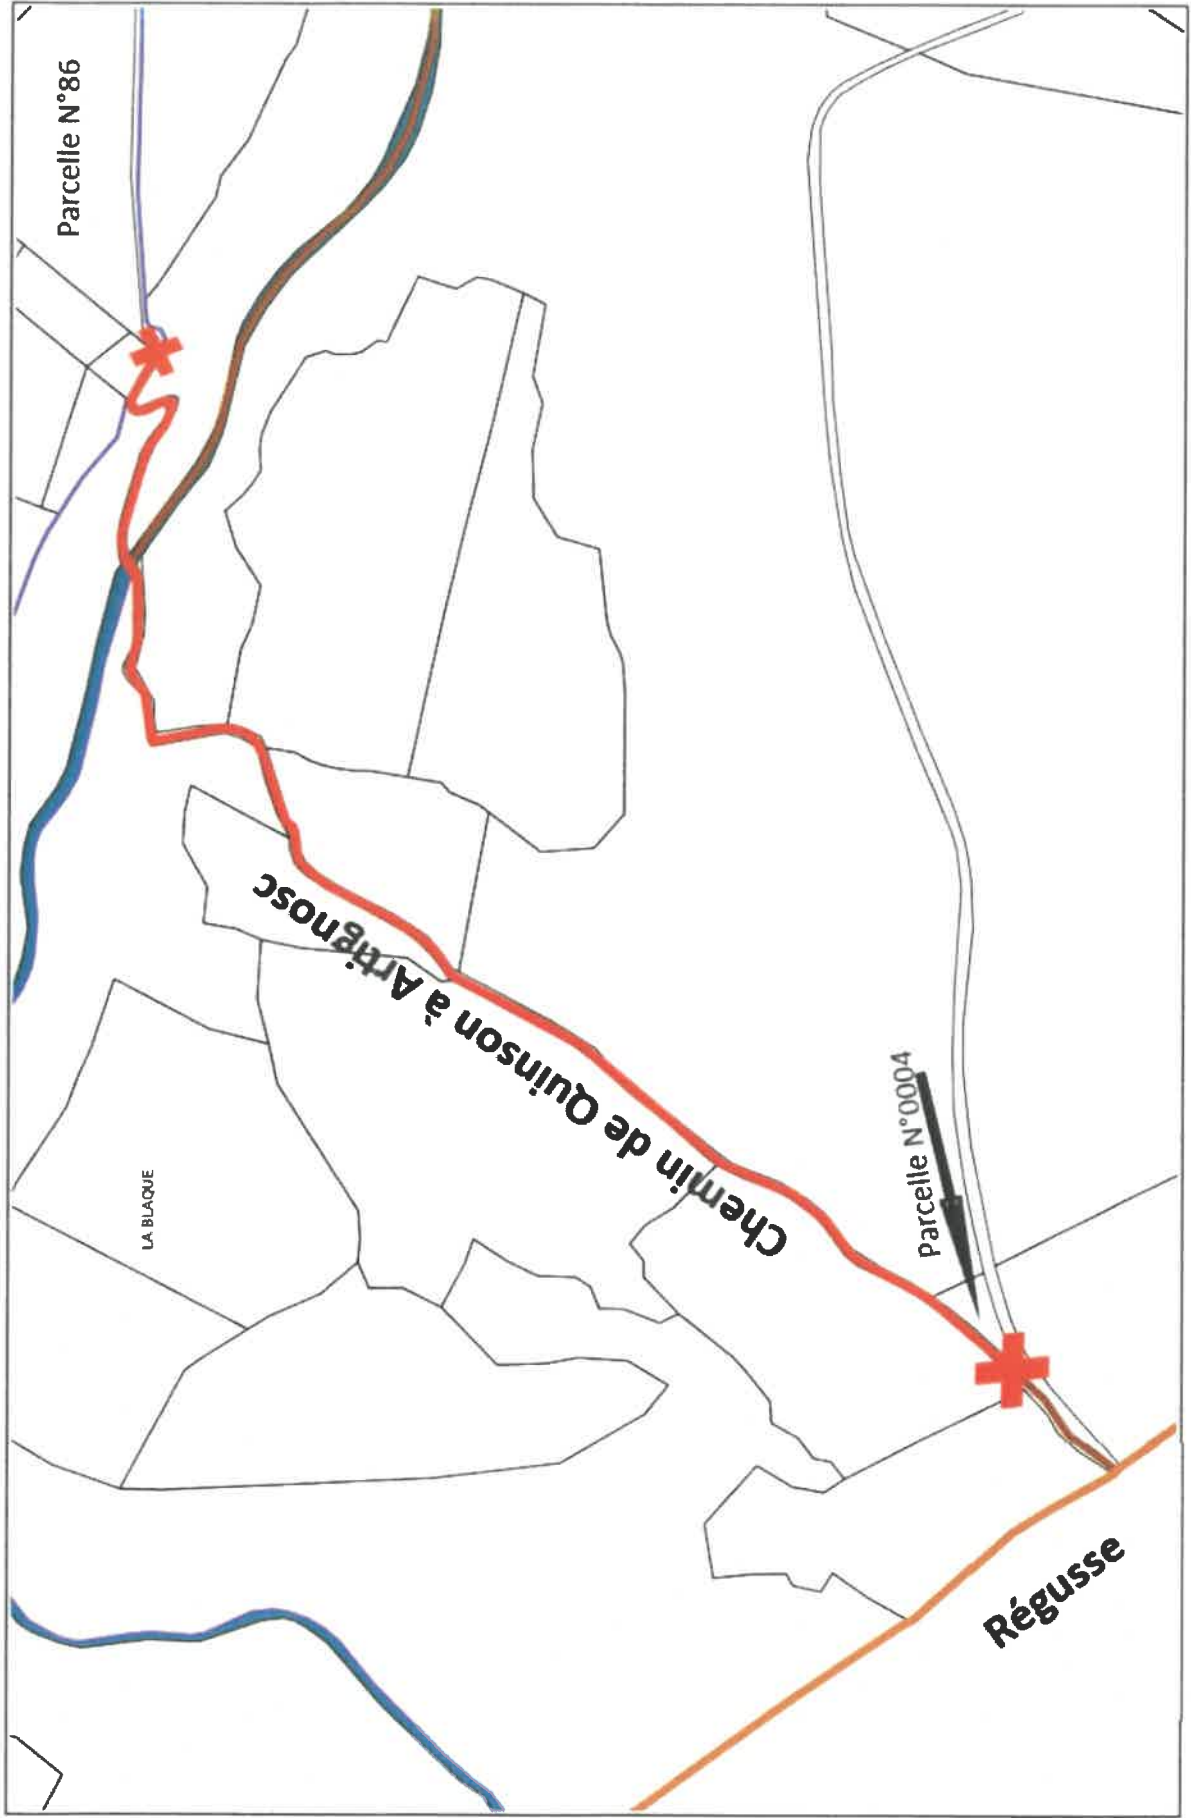 Parcelle N°86
Chemin de Quinson à Artignosc
LA BLAQUE
Parcelle N°0004
Régusse